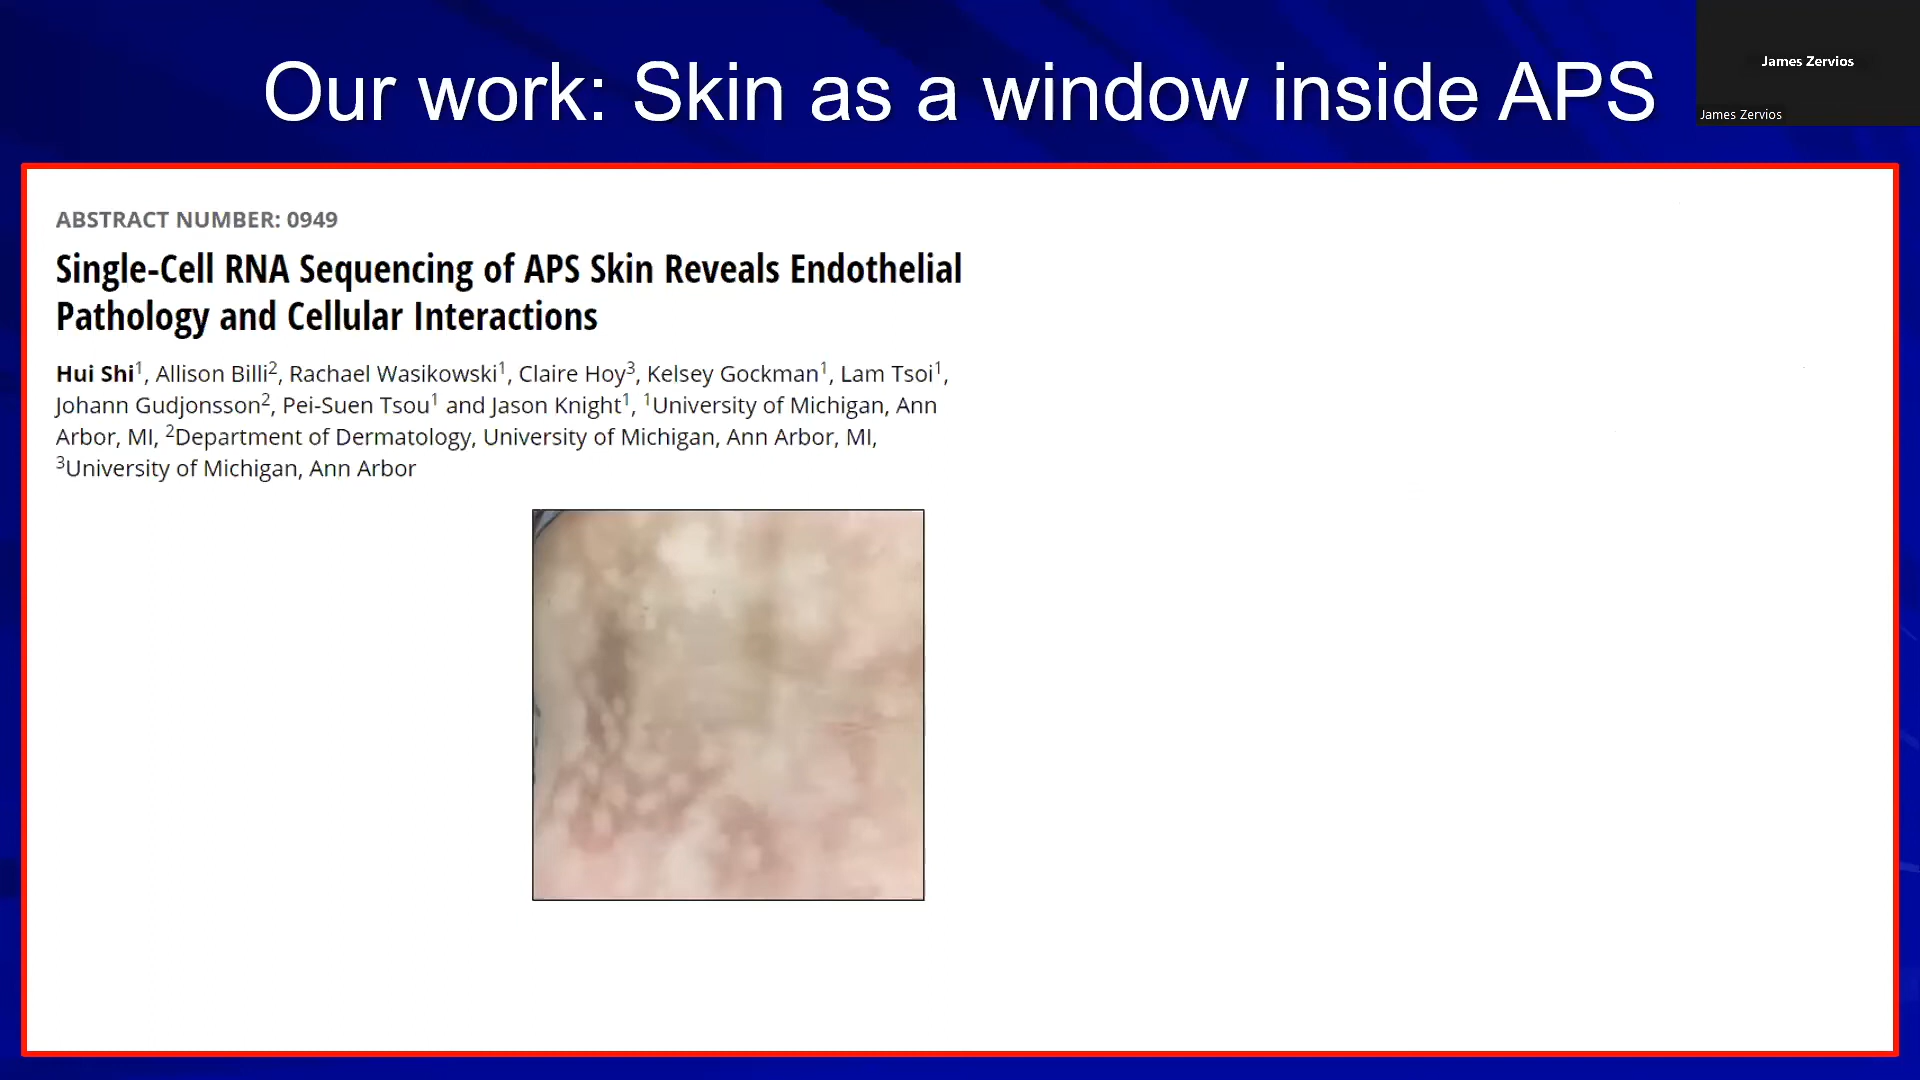 Our work: Skin as a window inside APS
James Zervios
James Zervios
ABSTRACT NUMBER: 0949
Single-Cell RNA Sequencing of APS Skin Reveals Endothelial
Pathology and Cellular Interactions
Hui Shi¹, Allison Billi², Rachael Wasikowski¹, Claire Hoy³, Kelsey Gockman¹, Lam Tsoi¹,
Johann Gudjonsson², Pei-Suen Tsou¹ and Jason Knight¹, ¹University of Michigan, Ann
Arbor, MI, ²Department of Dermatology, University of Michigan, Ann Arbor, MI,
³University of Michigan, Ann Arbor